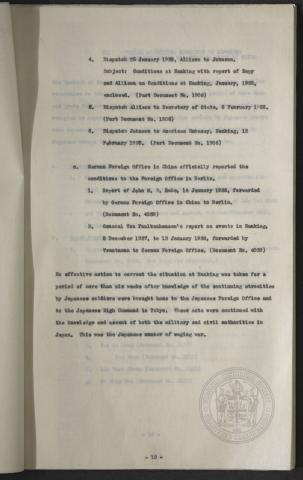 4. Dispatch 25 January 1938, Allison to Johnson,
Subject: Conditions at Nanking with report of Espy
and Allison on Conditions at Nanking, January, 1938,
enclosed. (Part Document No. 1906)
5. Dispatch Allison to Secretary of State, 5 February 1938.
(Part Document No. 1906)
6. Dispatch Johnson to American Embassy, Nanking, 12
February 1938. (Part Document No. 1906)
c. German Foreign Office in China officially reported the
conditions to the Foreign Office in Berlin.
1. Report of John H. D. Rabe, 14 January 1938, forwarded
by German Foreign Office in China to Berlin.
(Document No.
2. General Von Faulkenhausen's report on events in Nanking,
8 December 1937, to 13 January 1938, forwarded by
Trautmann to German Foreign Office, (Document No.
No effective action to correct the situation at Nanking was taken for a
period of more than six weeks after knowledge of the continuing atrocities
by Japanese soldiers were brought home to the Japanese Foreign Office and
to the Japanese High Command in Tokyo. These acts were continued with
the knowledge and assent of both the military and civil authorities in
Japan. This was the Japanese manner of waging war.